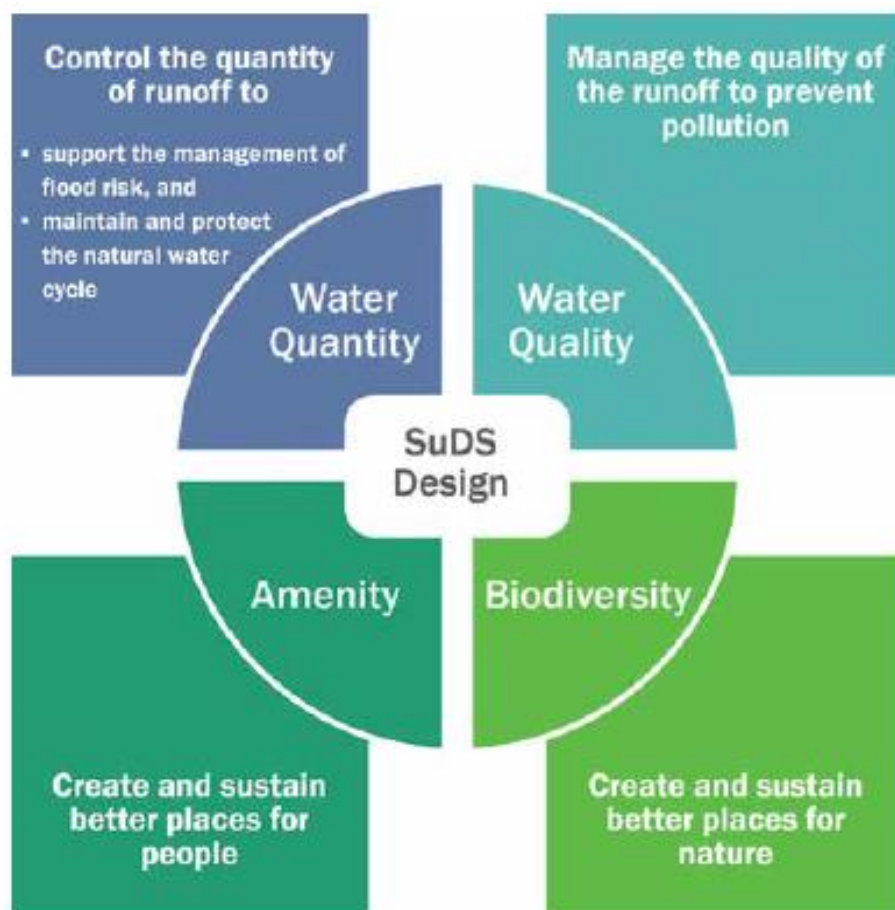 Control the quantity
of runoff to
• support the management of
flood risk, and
• maintain and protect
the natural water
cycle
Manage the quality of
the runoff to prevent
pollution
Water
Quantity
Water
Quality
SuDS
Design
Amenity
Biodiversity
Create and sustain
better places for
people
Create and sustain
better places for
nature